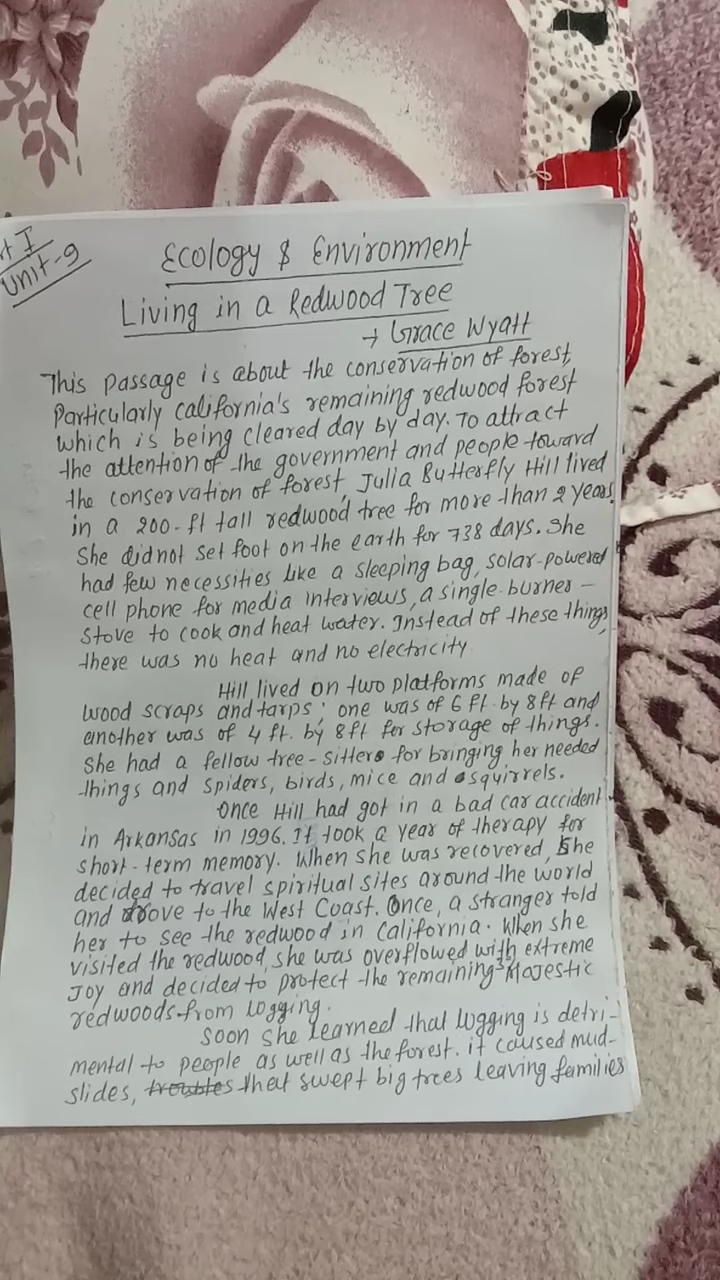 t I
Unit-9
Ecology & Environment
Living in a Redwood Tree
→ Grace Wyatt
This Passage is about the conservation of forest,
Particularly California's remaining redwood forest
which is being cleared day by day. To attract
the attention of the government and people toward
the conservation of forest, Julia Butterfly Hill lived
in a 200-ft tall redwood tree for more than 2 years.
She did not set foot on the earth for 738 days. She
had few necessities like a sleeping bag, solar-powered
cell phone for media interviews, a single-burner -
stove to cook and heat water. Instead of these things,
there was no heat and no electricity.
Hill lived on two platforms made of
wood scraps and tarps; one was of 6 ft. by 8 ft and
another was of 4 ft. by 8 ft for storage of things.
She had a fellow tree-sitters for bringing her needed
things and spiders, birds, mice and squirrels.
Once Hill had got in a bad car accident
in Arkansas in 1996. It took a year of therapy for
short-term memory. When she was recovered, she
decided to travel spiritual sites around the world
and drove to the West Coast. Once, a stranger told
her to see the redwood in California. When she
visited the redwood, she was overflowed with extreme
Joy and decided to protect the remaining Majestic
redwoods from logging.
Soon she learned that logging is detri-
mental to people as well as the forest. it caused mud-
slides, troubles that swept big trees leaving families